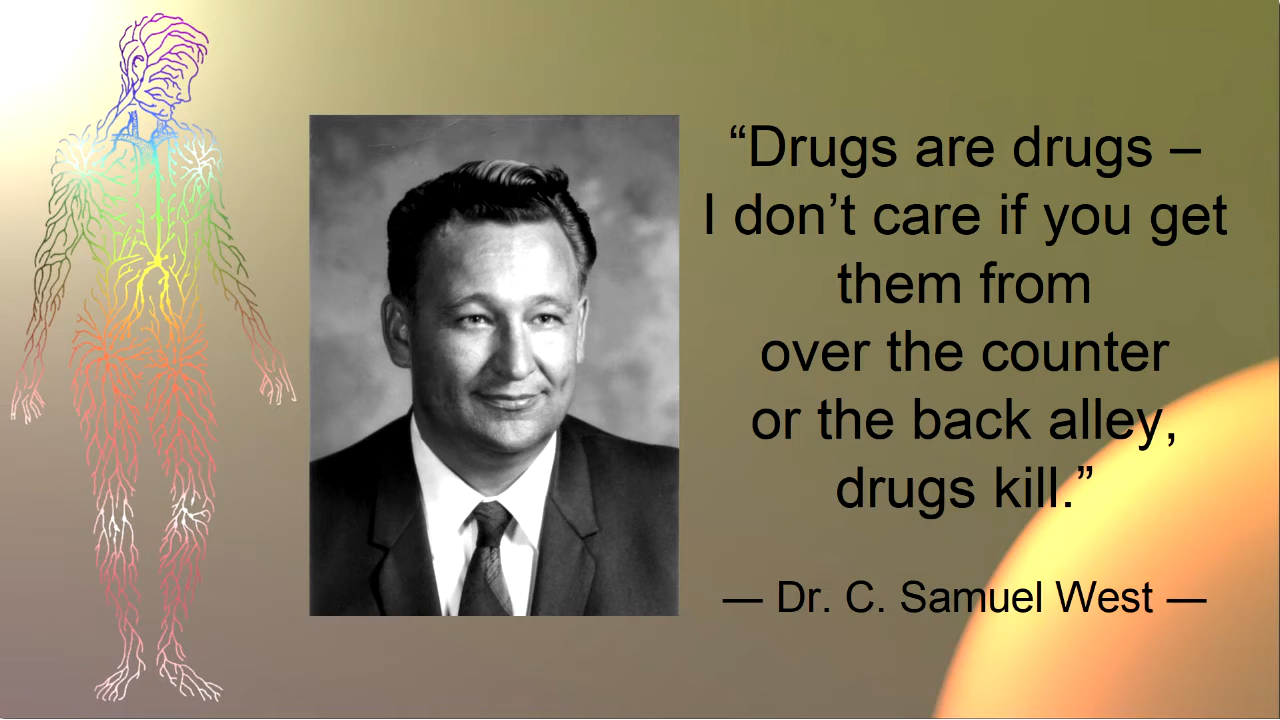 “Drugs are drugs –
I don’t care if you get
them from
over the counter
or the back alley,
drugs kill.”
— Dr. C. Samuel West —